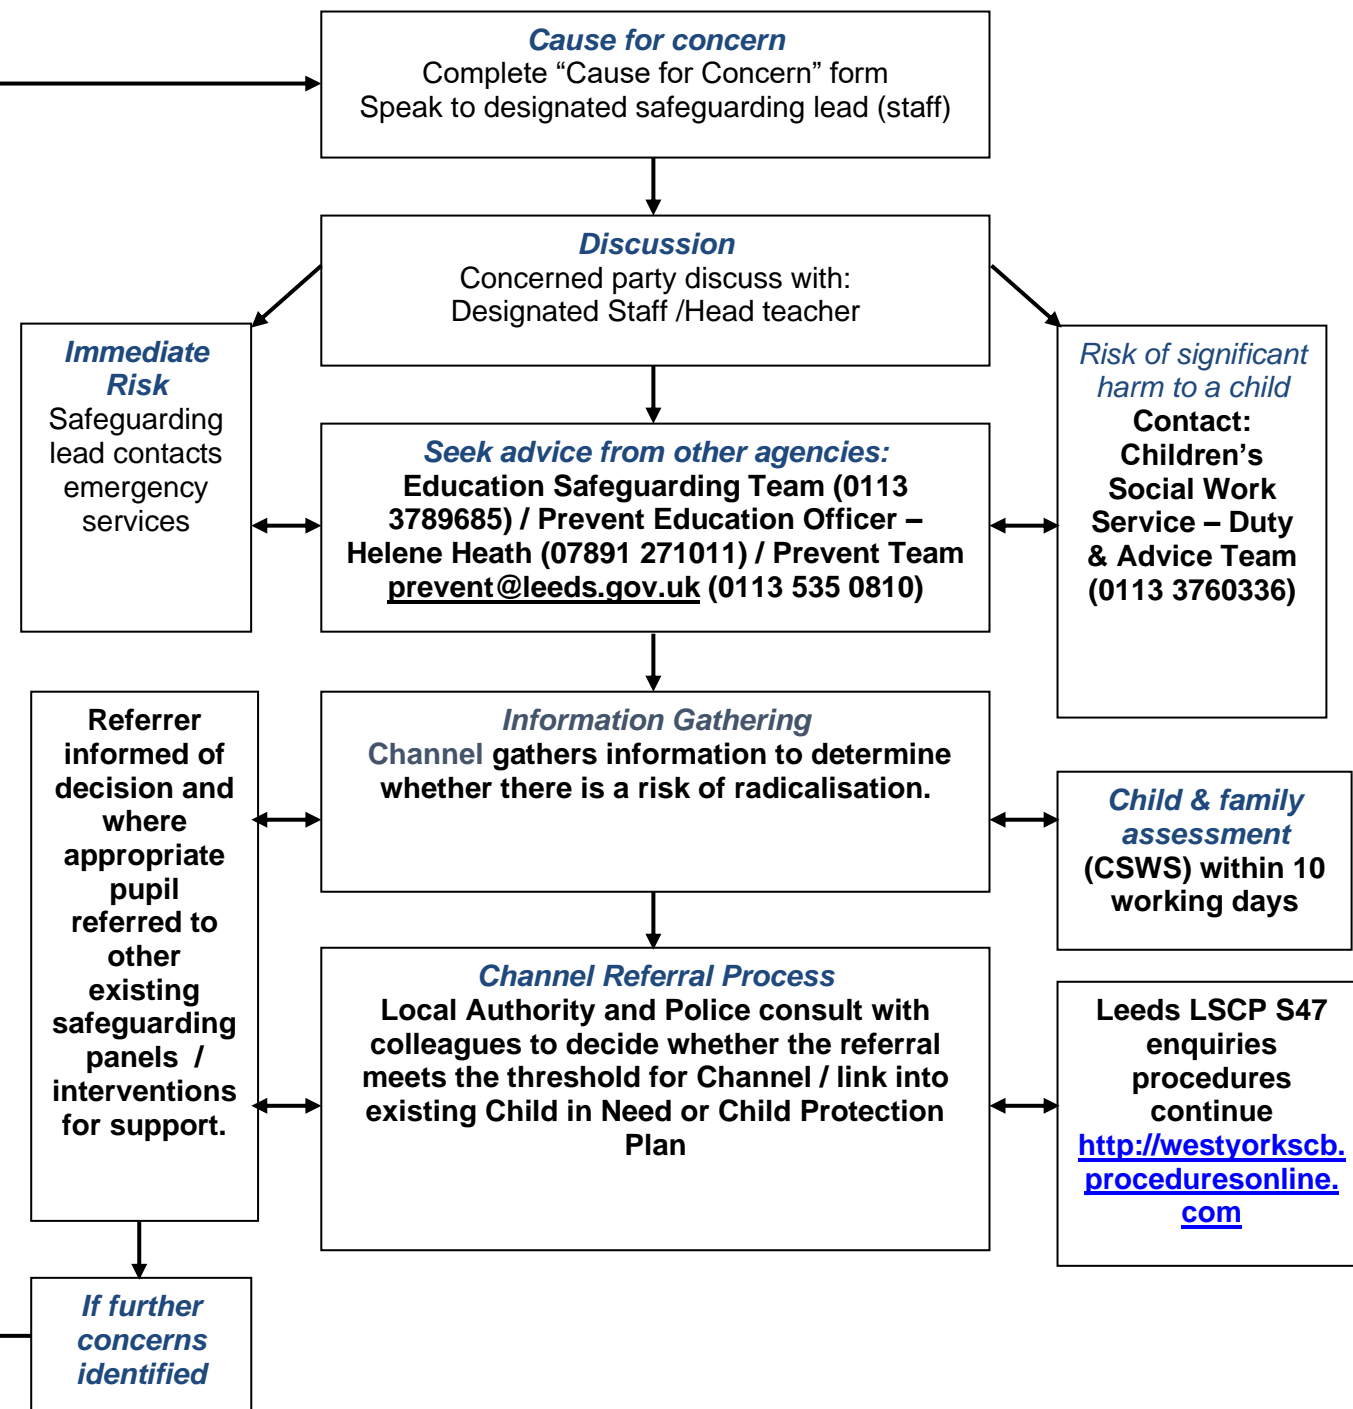 Cause for concern
Complete “Cause for Concern” form
Speak to designated safeguarding lead (staff)
Discussion
Concerned party discuss with:
Designated Staff /Head teacher
Immediate
Risk
Safeguarding
lead contacts
emergency
services
Seek advice from other agencies:
Education Safeguarding Team (0113
3789685) / Prevent Education Officer –
Helene Heath (07891 271011) / Prevent Team
prevent@leeds.gov.uk (0113 535 0810)
Risk of significant
harm to a child
Contact:
Children’s
Social Work
Service – Duty
& Advice Team
(0113 3760336)
Referrer
informed of
decision and
where
appropriate
pupil
referred to
other
existing
safeguarding
panels /
interventions
for support.
Information Gathering
Channel gathers information to determine
whether there is a risk of radicalisation.
Child & family
assessment
(CSWS) within 10
working days
Channel Referral Process
Local Authority and Police consult with
colleagues to decide whether the referral
meets the threshold for Channel / link into
existing Child in Need or Child Protection
Plan
Leeds LSCP S47
enquiries
procedures
continue
http://westyorkscb.
proceduresonline.
com
If further
concerns
identified